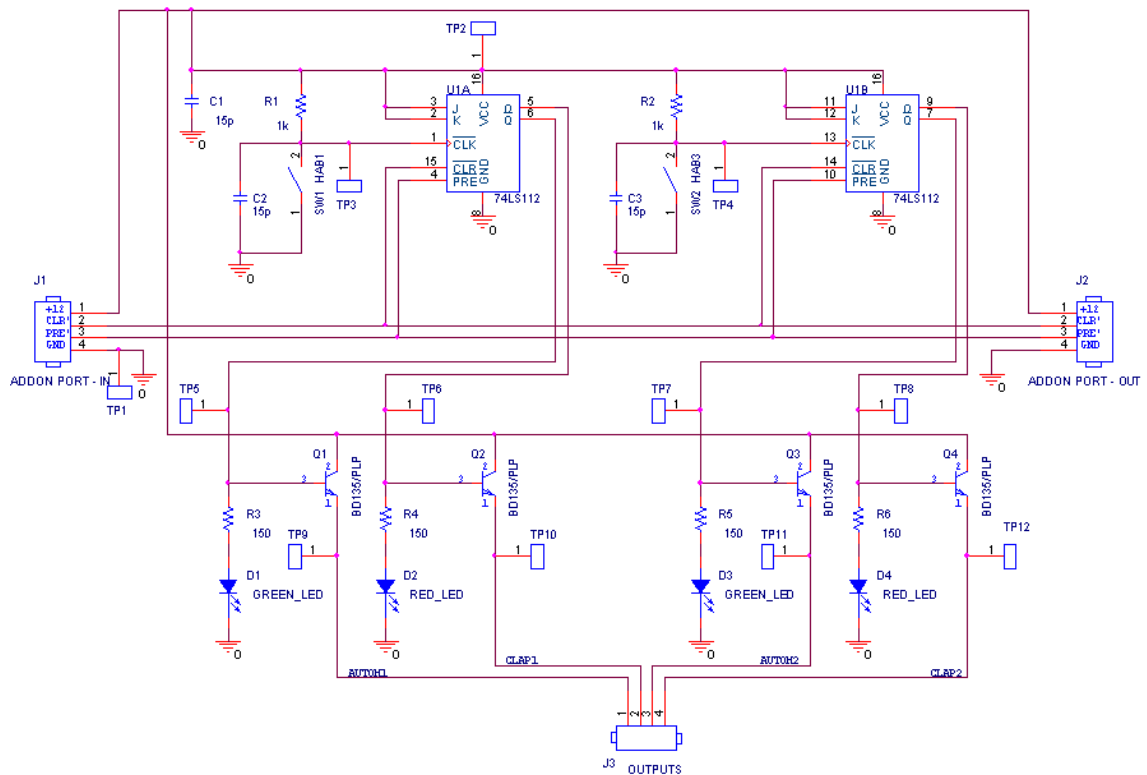 TP2
1
C1
15p
0
R1
1k
U1A
16
3
J
VCC
Q
5
2
K
Q
6
1
CLK
15
CLR
GND
4
PRE
8
74LS112
0
C2
15p
2
1
SW1 HAB1
1
TP3
0
R2
1k
U1B
16
11
J
VCC
Q
9
12
K
Q
7
13
CLK
14
CLR
GND
10
PRE
8
74LS112
0
C3
15p
2
1
SW2 HAB3
1
TP4
0
J1
+12
1
CLR'
2
PRE'
3
GND
4
ADDON PORT - IN
1
TP1
0
J2
1
+12
2
CLR'
3
PRE'
4
GND
ADDON PORT - OUT
0
TP5
1
TP6
1
TP7
1
TP8
1
Q1
2
3
1
BD135/PLP
Q2
2
3
1
BD135/PLP
Q3
2
3
1
BD135/PLP
Q4
2
3
1
BD135/PLP
R3
150
TP9
1
R4
150
TP10
1
R5
150
TP11
1
R6
150
TP12
1
D1
GREEN_LED
0
D2
RED_LED
0
D3
GREEN_LED
0
D4
RED_LED
0
AUTOM1
CLAP1
AUTOM2
CLAP2
1
2
3
4
J3
OUTPUTS